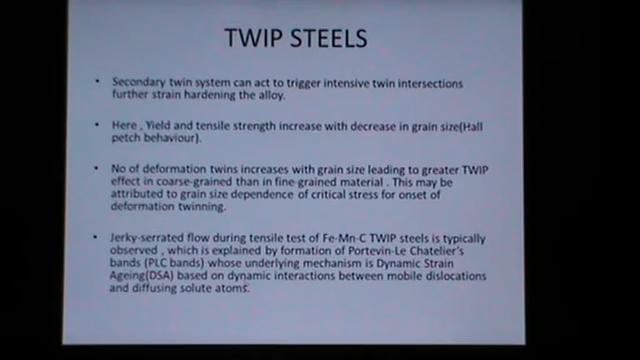 TWIP STEELS
• Secondary twin system can act to trigger intensive twin intersections
further strain hardening the alloy.
• Here , Yield and tensile strength increase with decrease in grain size(Hall
petch behaviour).
• No of deformation twins increases with grain size leading to greater TWIP
effect in coarse-grained than in fine-grained material . This may be
attributed to grain size dependence of critical stress for onset of
deformation twinning.
• Jerky-serrated flow during tensile test of Fe-Mn-C TWIP steels is typically
observed , which is explained by formation of Portevin-Le Chatelier's
bands (PLC bands) whose underlying mechanism is Dynamic Strain
Ageing(DSA) based on dynamic interactions between mobile dislocations
and diffusing solute atoms.